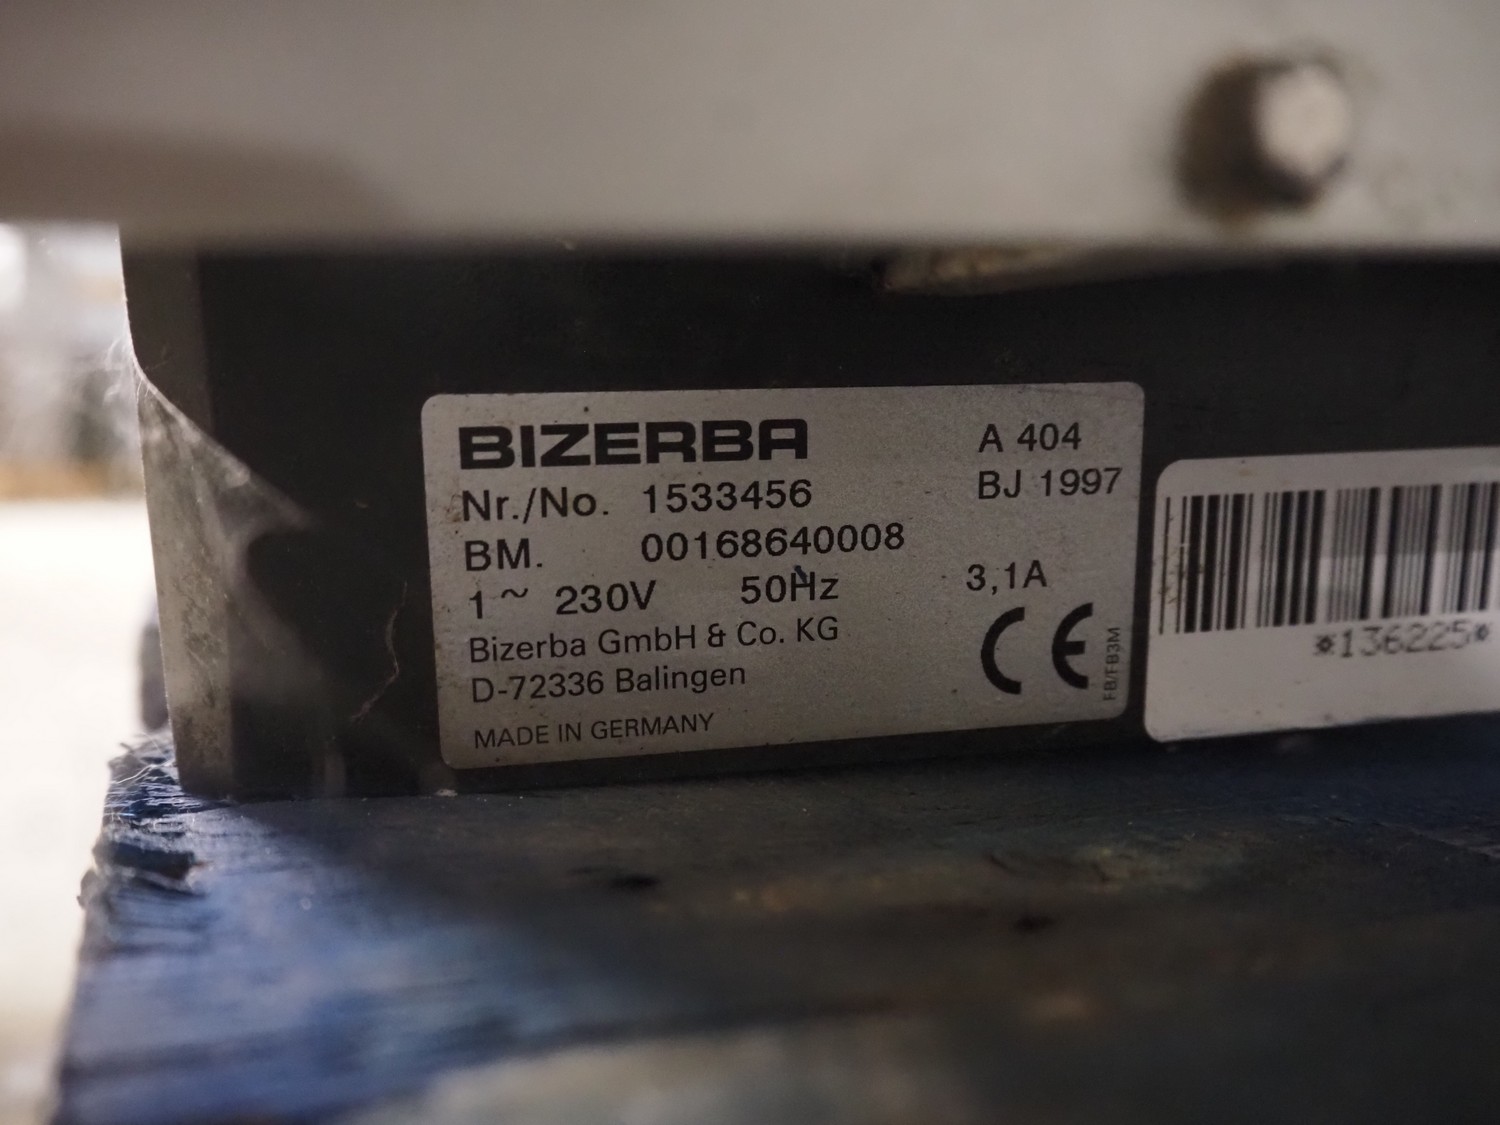 BIZERBA A 404
Nr./No. 1533456 BJ 1997
BM. 00168640008
1~ 230V 50Hz 3,1A
Bizerba GmbH & Co. KG
D-72336 Balingen
MADE IN GERMANY
CE
FB/FB3M
*136225*